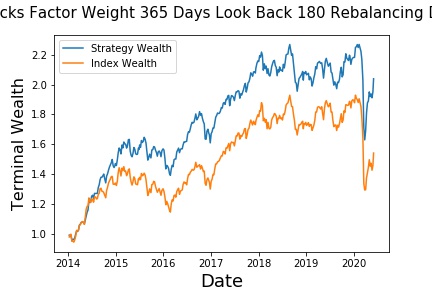 cks Factor Weight 365 Days Look Back 180 Rebalancing D
Strategy Wealth
Index Wealth
Terminal Wealth
2.2
2.0
1.8
1.6
1.4
1.2
1.0
2014 2015 2016 2017 2018 2019 2020
Date